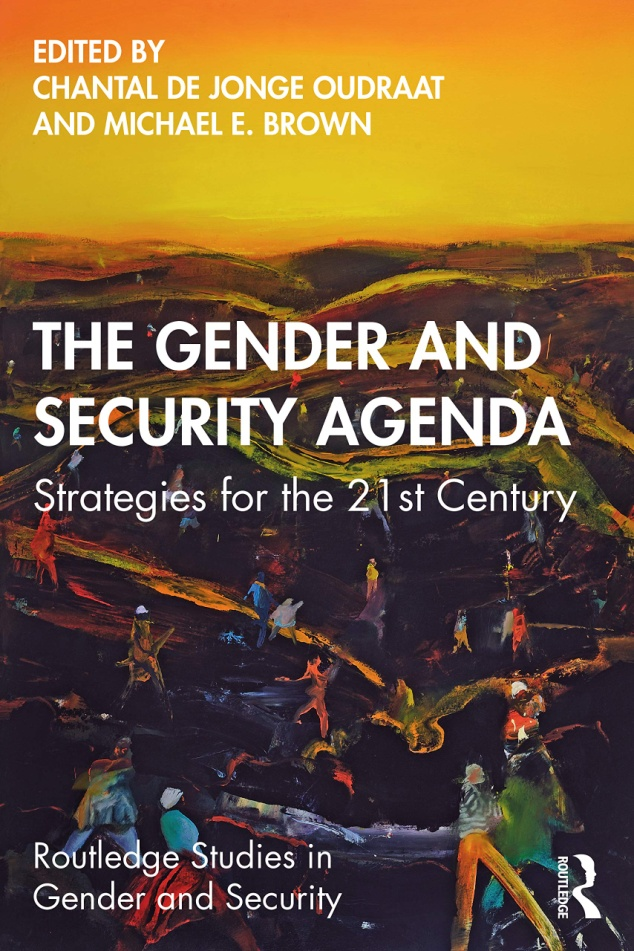 EDITED BY
CHANTAL DE JONGE OUDRAAT
AND MICHAEL E. BROWN
THE GENDER AND
SECURITY AGENDA
Strategies for the 21st Century
Routledge Studies in
Gender and Security
ROUTLEDGE